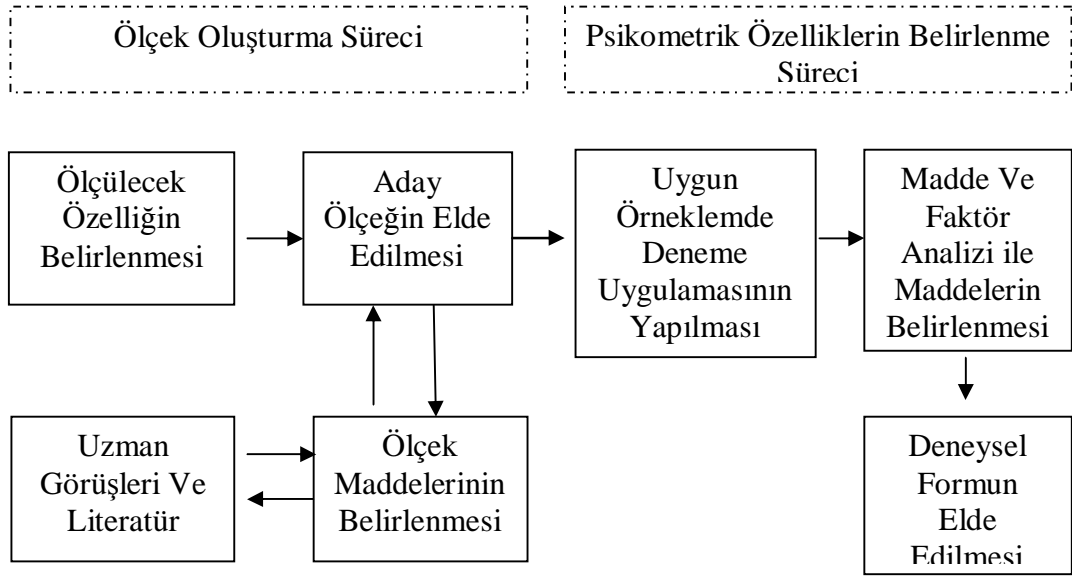 Ölçek Oluşturma Süreci
Psikometrik Özelliklerin Belirlenme
Süreci
Ölçülecek
Özelliğin
Belirlenmesi
Aday
Ölçeğin Elde
Edilmesi
Uygun
Örneklemde
Deneme
Uygulamasının
Yapılması
Madde Ve
Faktör
Analizi ile
Maddelerin
Belirlenmesi
Uzman
Görüşleri Ve
Literatür
Ölçek
Maddelerinin
Belirlenmesi
Deneysel
Formun
Elde
Edilmesi